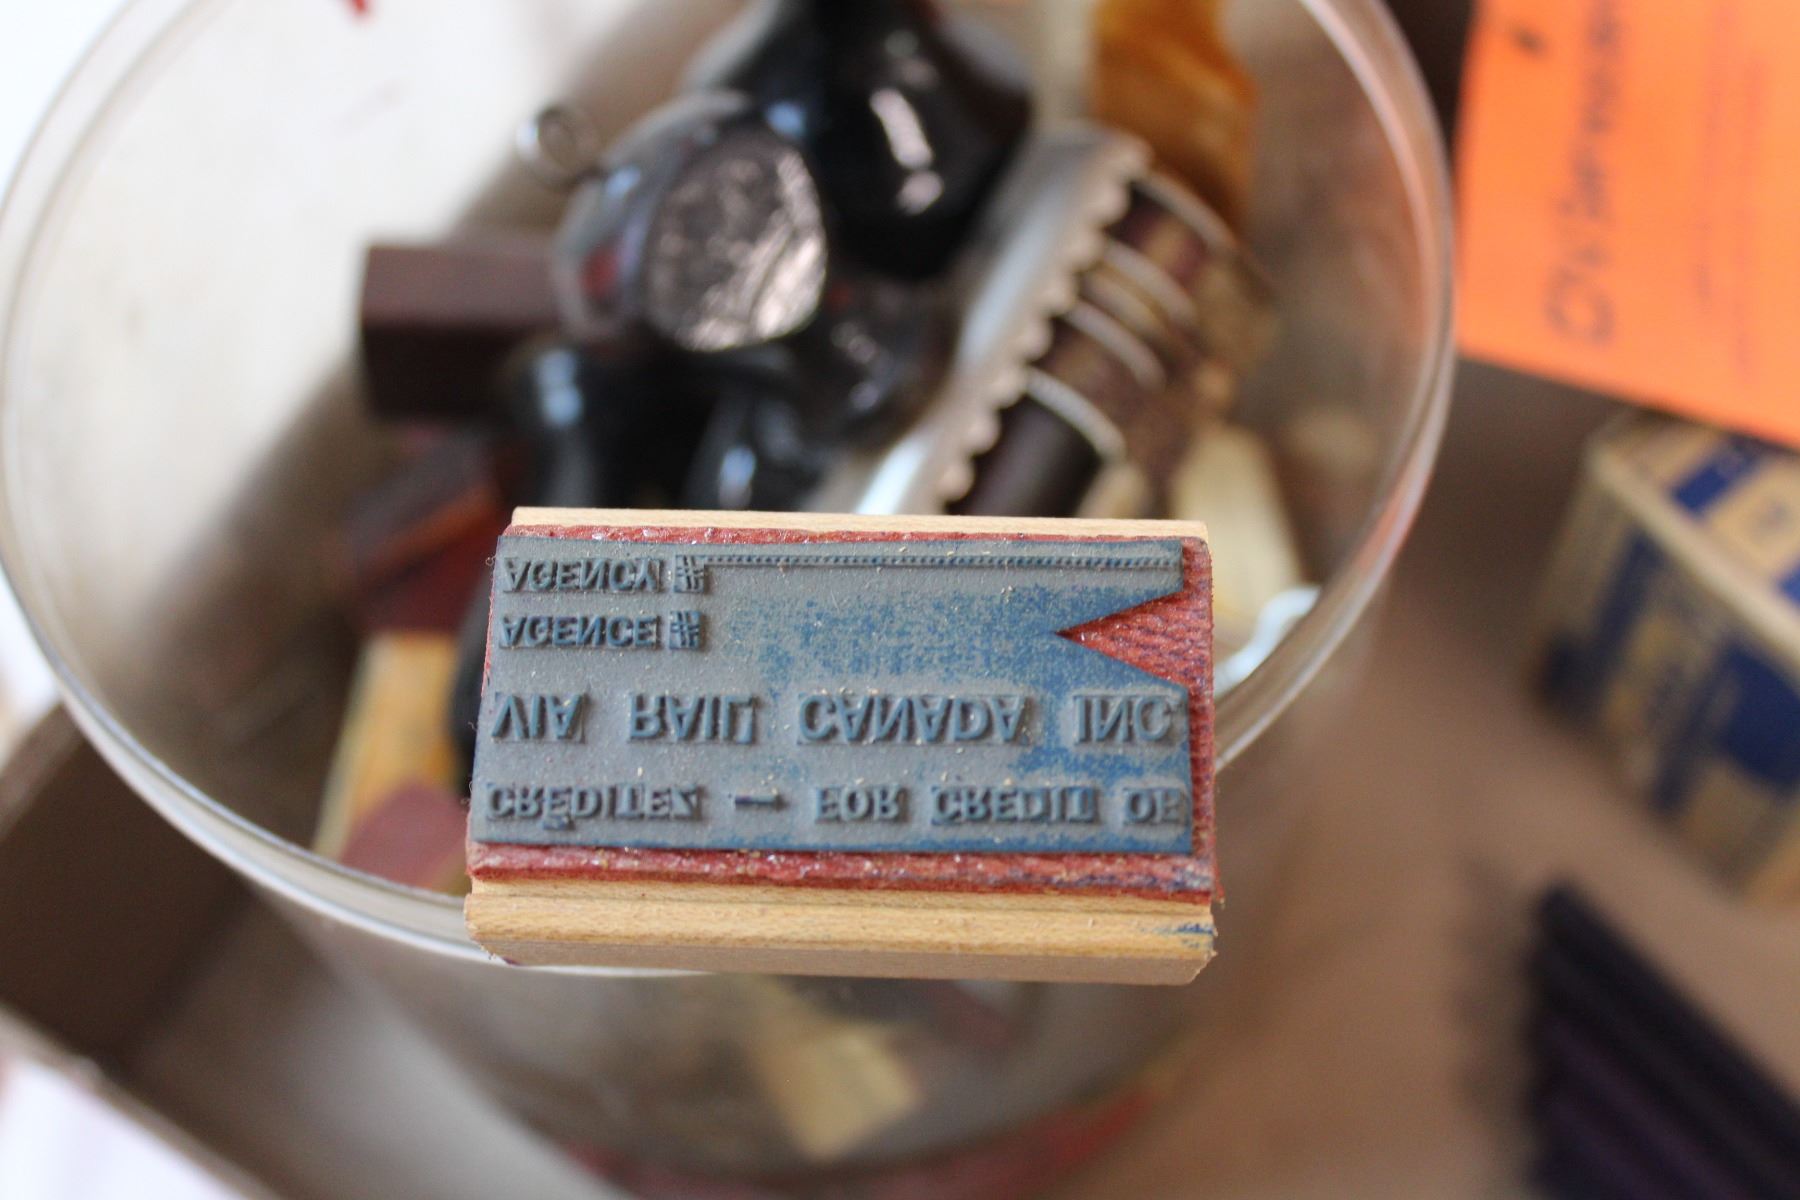 CRÉDITEZ — FOR CREDIT OF
VIA RAIL CANADA INC.
AGENCE #
AGENCY #